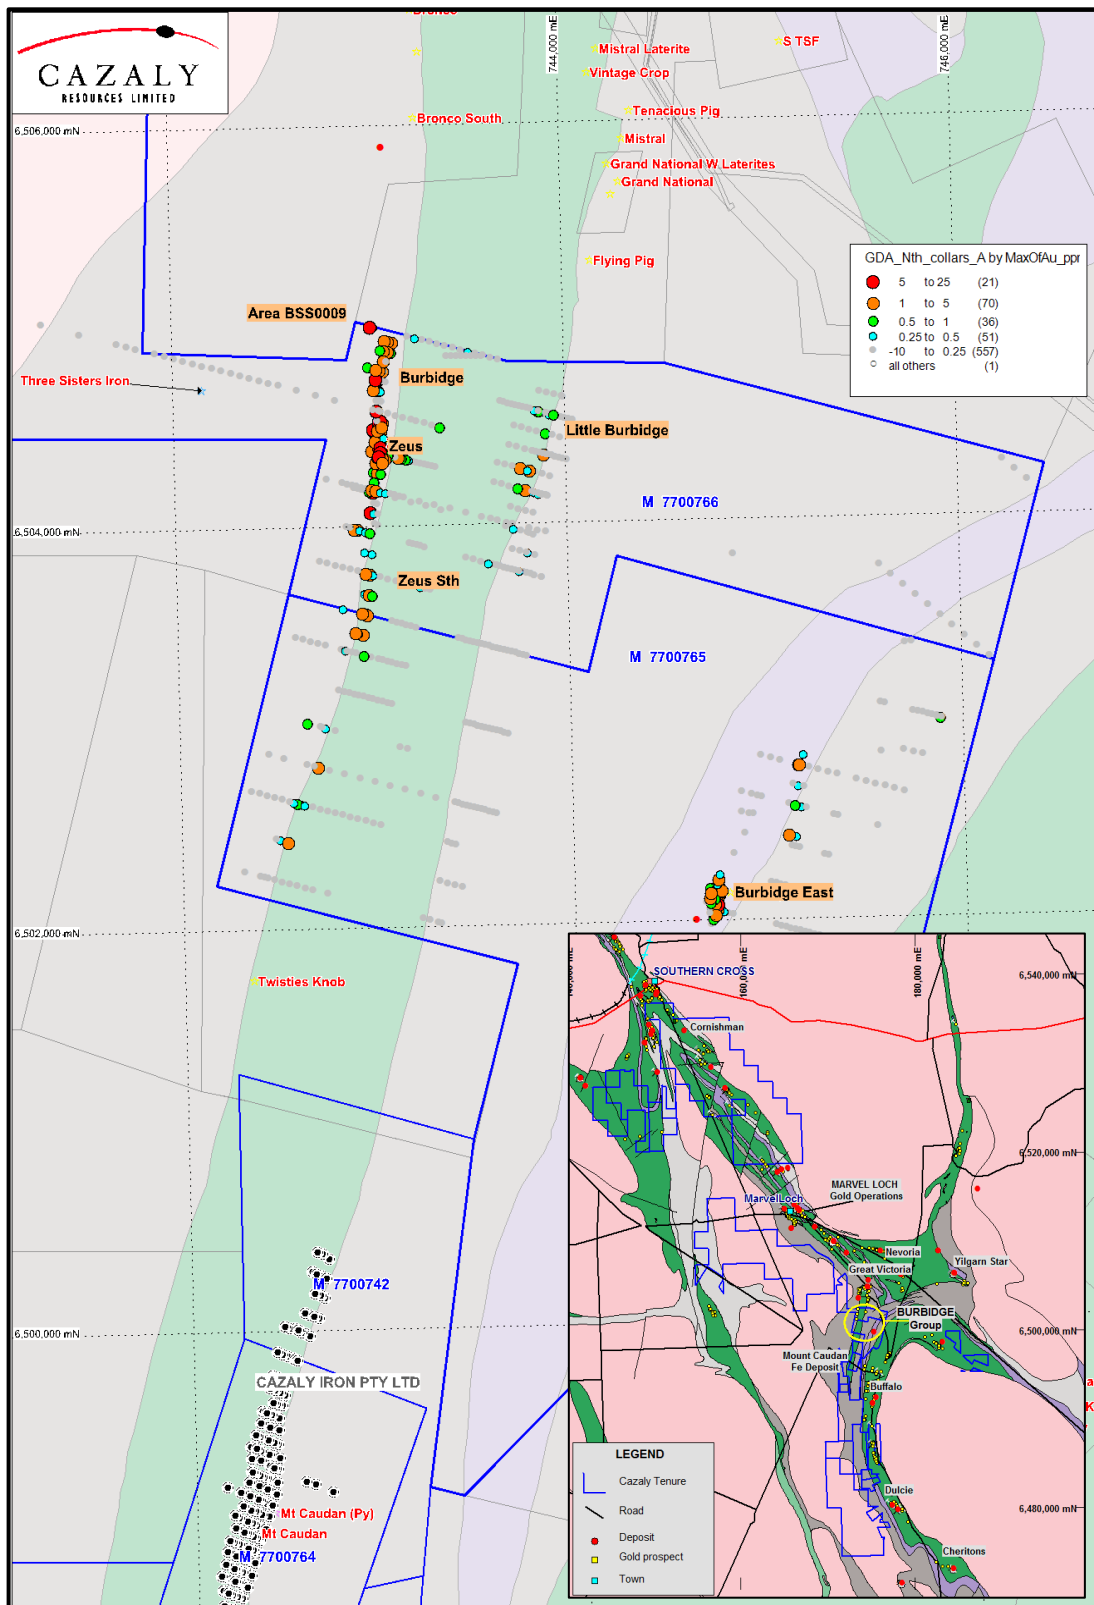 CAZALY
RESOURCES LIMITED
744,000 mE
746,000 mE
S TSF
Mistral Laterite
Vintage Crop
Tenacious Pig
Bronco South
6,506,000 mN
Mistral
Grand National W Laterites
Grand National
Flying Pig
GDA_Nth_collars_A by MaxOfAu_ppr
5 to 25 (21)
1 to 5 (70)
0.5 to 1 (36)
0.25 to 0.5 (51)
-10 to 0.25 (557)
all others (1)
Area BSS0009
Three Sisters Iron
Burbidge
Little Burbidge
Zeus
M 7700766
6,504,000 mN
Zeus Sth
M 7700765
Burbidge East
6,502,000 mN
Twisties Knob
M 7700742
6,500,000 mN
CAZALY IRON PTY LTD
Mt Caudan (Py)
Mt Caudan
M 7700764
160,000 mE
180,000 mE
SOUTHERN CROSS
6,540,000 mN
Cornishman
6,520,000 mN
MARVEL LOCH
Gold Operations
MarvelLoch
Nevoria
Yilgarn Star
Great Victoria
BURBIDGE
Group
6,500,000 mN
Mount Caudan
Fe Deposit
Buffalo
Dulcie
6,480,000 mN
Cheritons
LEGEND
Cazaly Tenure
Road
Deposit
Gold prospect
Town